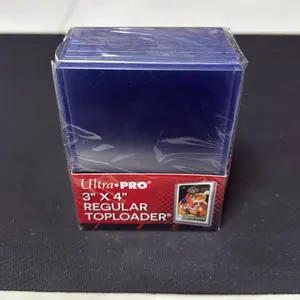 Ultra•PRO®
3" X 4"
REGULAR
TOPLOADER®